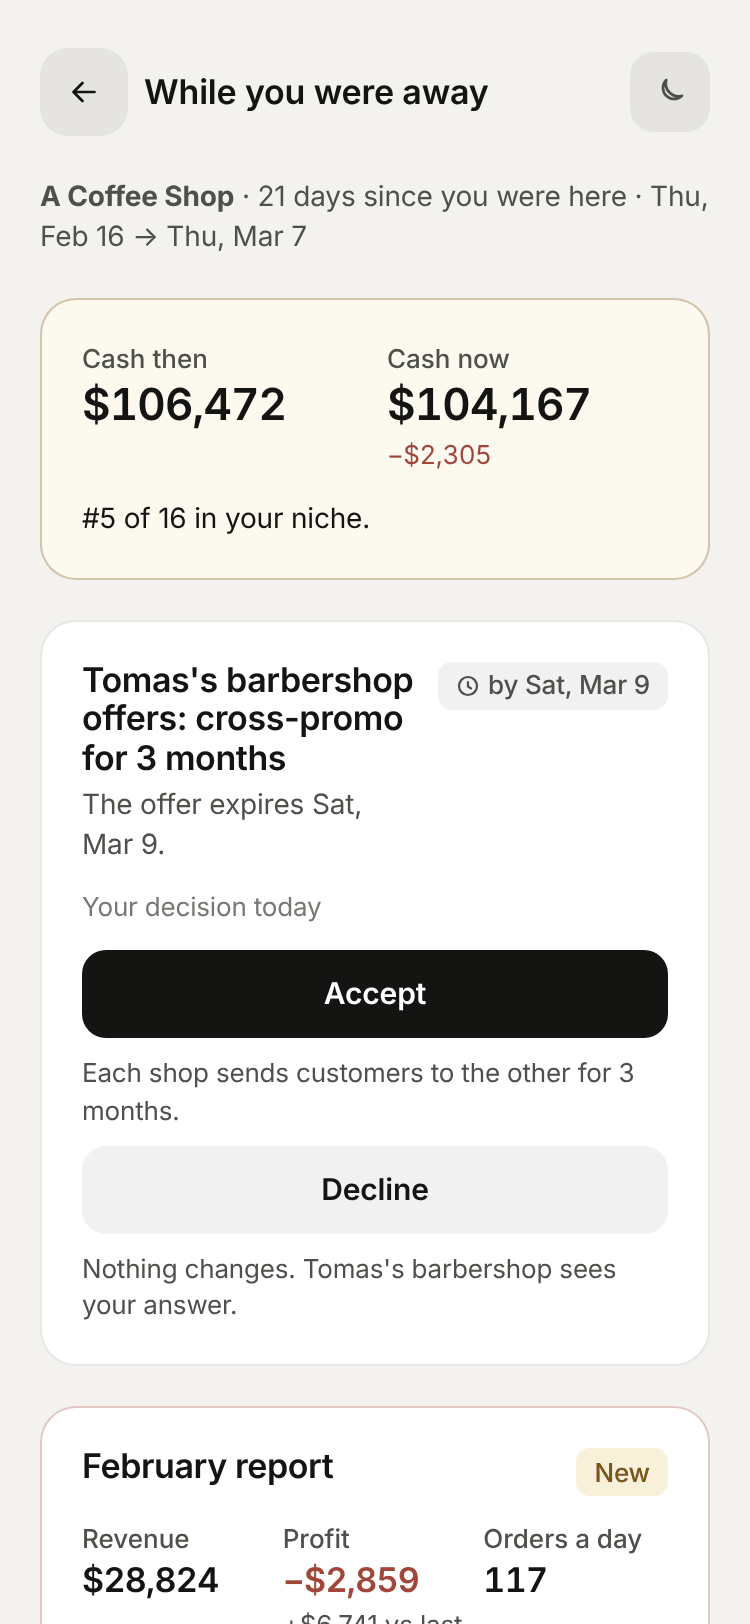 While you were away
A Coffee Shop · 21 days since you were here · Thu,
Feb 16 → Thu, Mar 7
Cash then
$106,472
Cash now
$104,167
−$2,305
#5 of 16 in your niche.
Tomas's barbershop
offers: cross-promo
for 3 months
by Sat, Mar 9
The offer expires Sat,
Mar 9.
Your decision today
Accept
Each shop sends customers to the other for 3
months.
Decline
Nothing changes. Tomas's barbershop sees
your answer.
February report
New
Revenue
$28,824
Profit
−$2,859
Orders a day
117
+$6,741 vs last